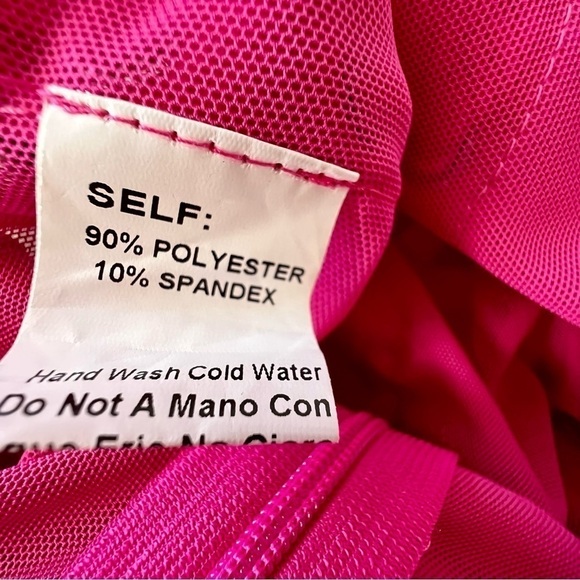 SELF:
90% POLYESTER
10% SPANDEX
Hand Wash Cold Water
Do Not A Mano Con